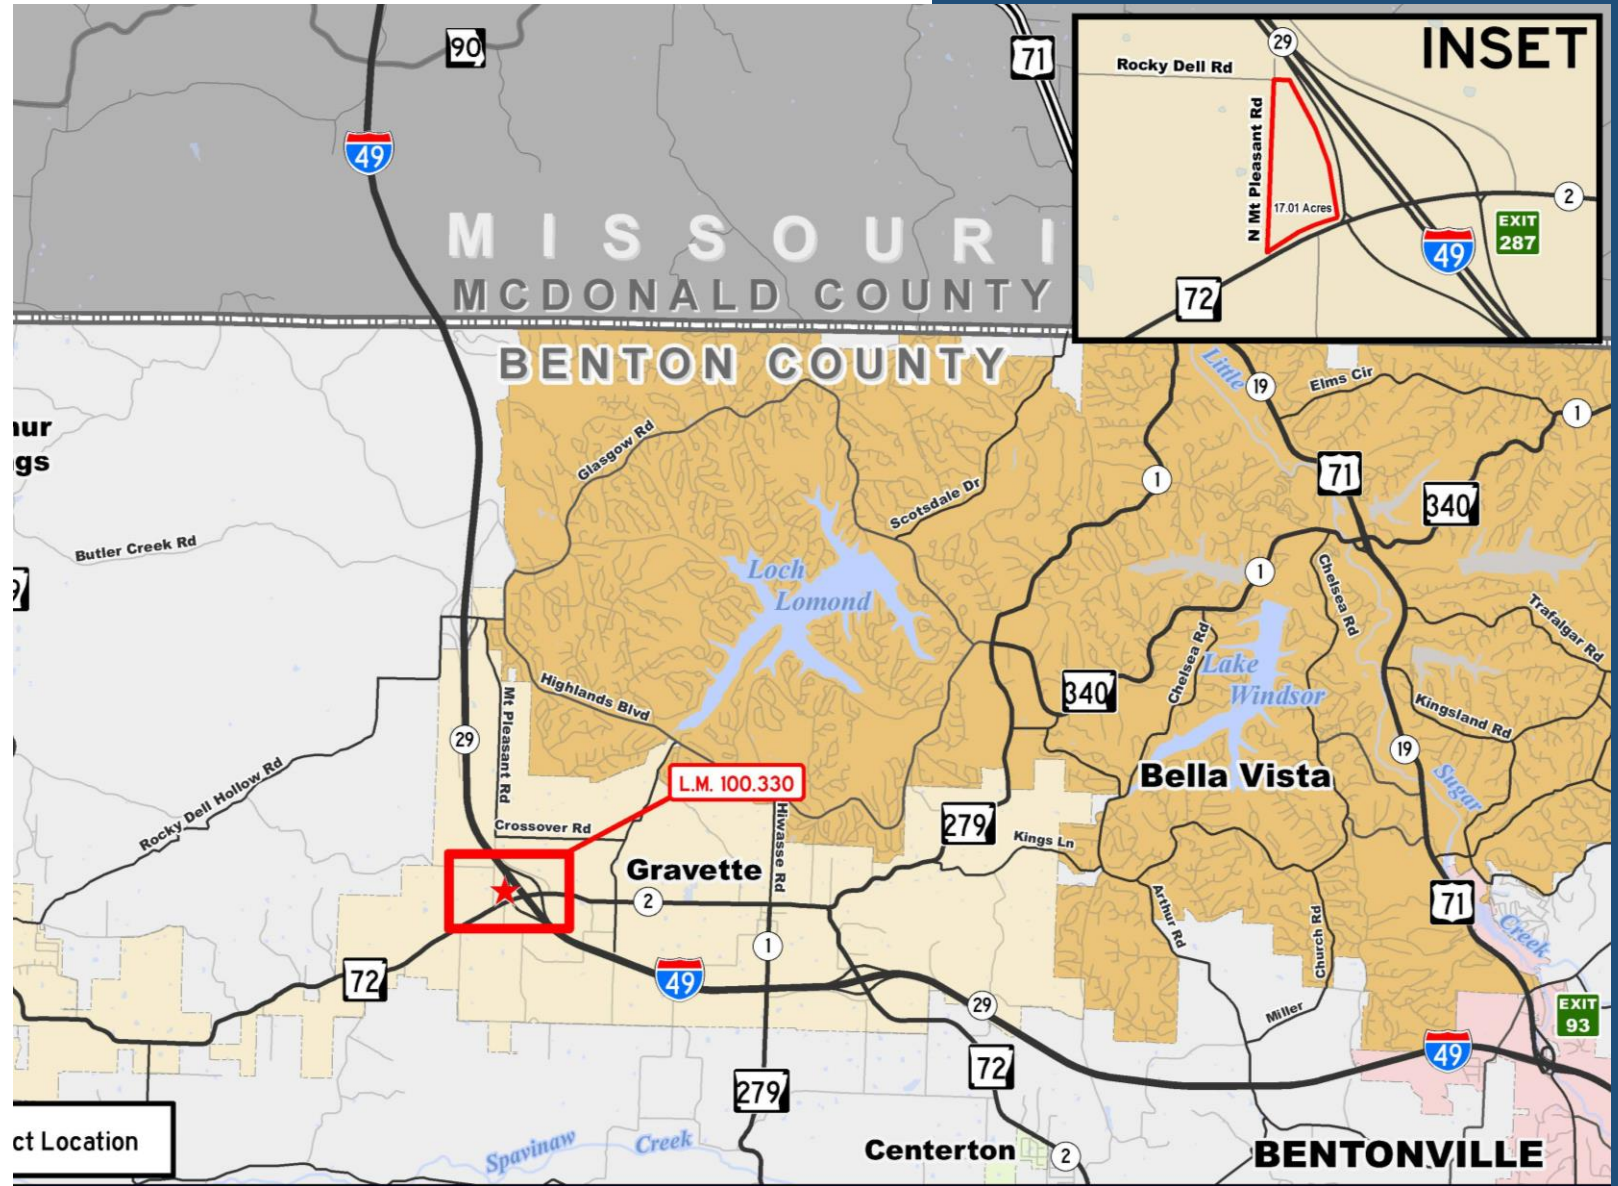 90
71
49
MISSOURI
MCDONALD COUNTY
BENTON COUNTY
INSET
29
Rocky Dell Rd
N Mt Pleasant Rd
17.01 Acres
2
EXIT
287
49
72
Little
19
Elms Cir
1
Glasgow Rd
Scotsdale Dr
1
71
340
Butler Creek Rd
Loch
Lomond
1
Chelsea Rd
Trafalgar Rd
Chelsea Rd
Lake
Windsor
340
Highlands Blvd
Mt Pleasant Rd
29
Kingsland Rd
19
Rocky Dell Hollow Rd
L.M. 100.330
Bella Vista
Sugar
Crossover Rd
Hiwasse Rd
279
Kings Ln
Gravette
2
71
Arthur Rd
Church Rd
Creek
1
72
49
29
Miller
EXIT
93
49
72
279
ct Location
Spavinaw
Creek
Centerton
2
BENTONVILLE